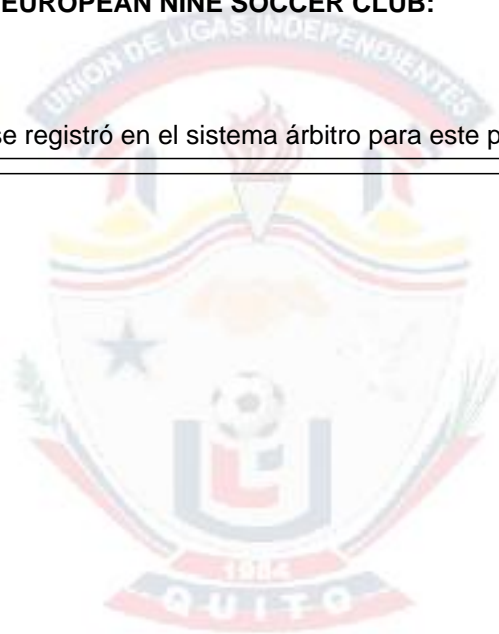 EUROPEAN NINE SOCCER CLUB:
UNION DE LIGAS INDEPENDIENTES
se registró en el sistema árbitro para este p
1984
QUITO